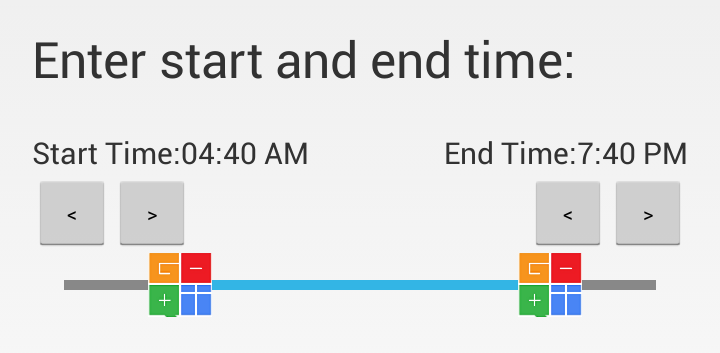 Enter start and end time:
Start Time:04:40 AM End Time:7:40 PM
< > < >